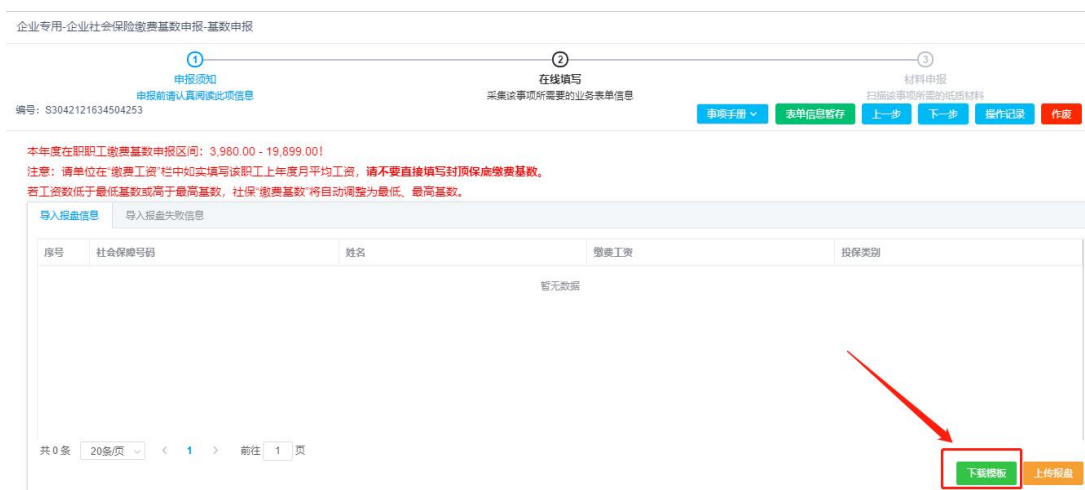 企业专用-企业社会保险缴费基数申报-基数申报
1 2 3
申报须知 在线填写 材料申报
申报前请认真阅读此项信息 采集该事项所需要的业务表单信息 扫描该事项所需的纸质材料
编号：S3042121634504253
事项手册 表单信息暂存 上一步 下一步 操作记录 作废
本年度在职职工缴费基数申报区间：3,980.00 - 19,899.00！
注意：请单位在“缴费工资”栏中如实填写该职工上年度月平均工资，请不要直接填写封顶保底缴费基数。
若工资数低于最低基数或高于最高基数，社保“缴费基数”将自动调整为最低、最高基数。
导入报盘信息 导入报盘失败信息
序号 社会保障号码 姓名 缴费工资 投保类别
暂无数据
共 0 条 20条/页 < 1 > 前往 1 页
下载模板 上传报盘